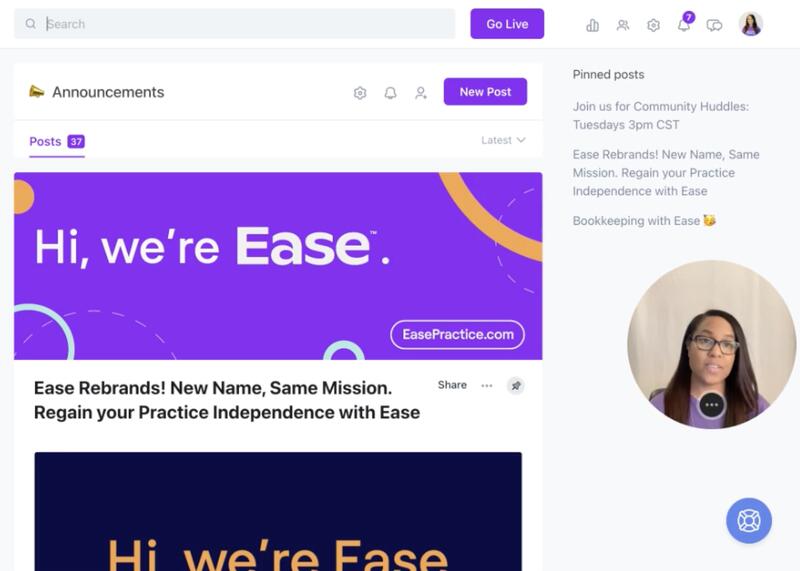 Search
Go Live
7
Announcements
New Post
Posts 37
Latest
Hi, we're Ease™.
EasePractice.com
Ease Rebrands! New Name, Same Mission.
Regain your Practice Independence with Ease
Share
Hi, we're Ease
Pinned posts
Join us for Community Huddles:
Tuesdays 3pm CST
Ease Rebrands! New Name, Same
Mission. Regain your Practice
Independence with Ease
Bookkeeping with Ease 🥳